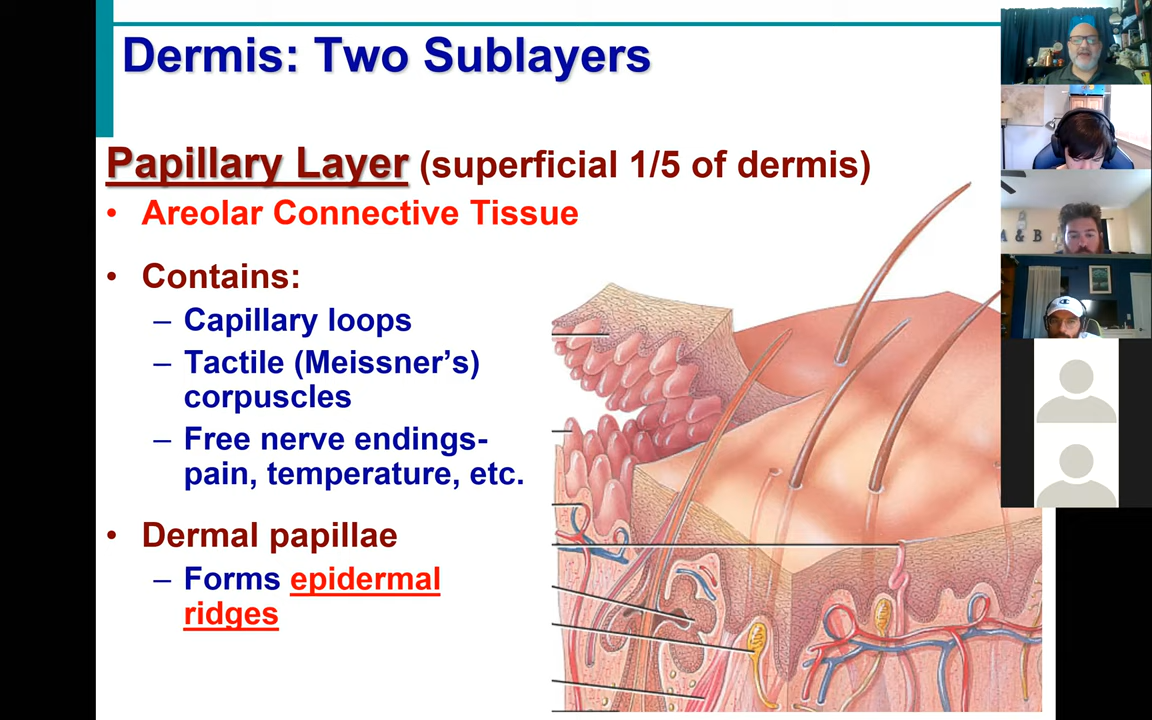 Dermis: Two Sublayers
Papillary Layer (superficial 1/5 of dermis)
• Areolar Connective Tissue
• Contains:
– Capillary loops
– Tactile (Meissner’s)
corpuscles
– Free nerve endings-
pain, temperature, etc.
• Dermal papillae
– Forms epidermal
ridges
& B